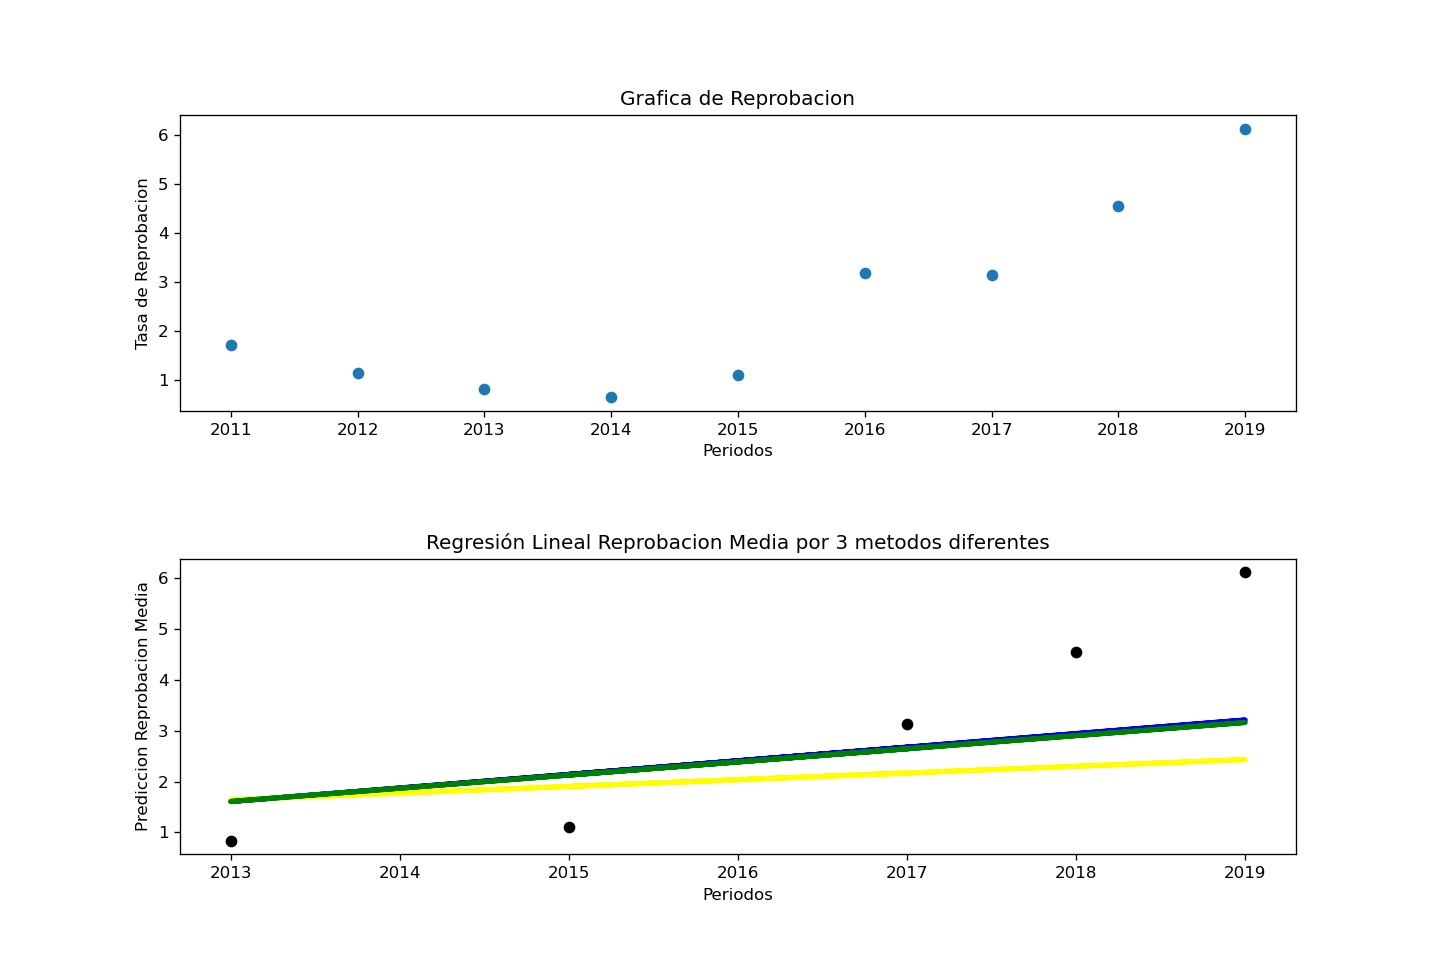 Grafica de Reprobacion
Tasa de Reprobacion
6
5
4
3
2
1
2011 2012 2013 2014 2015 2016 2017 2018 2019
Periodos
Regresión Lineal Reprobacion Media por 3 metodos diferentes
Prediccion Reprobacion Media
6
5
4
3
2
1
2013 2014 2015 2016 2017 2018 2019
Periodos